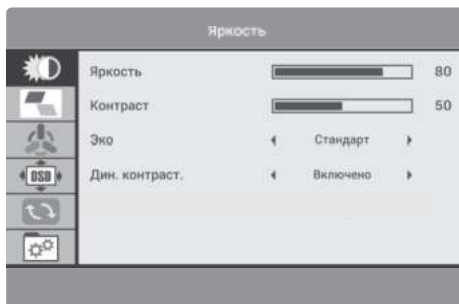 Яркость
Яркость 80
Контраст 50
Эко Стандарт
Дин. контраст. Включено
OSD